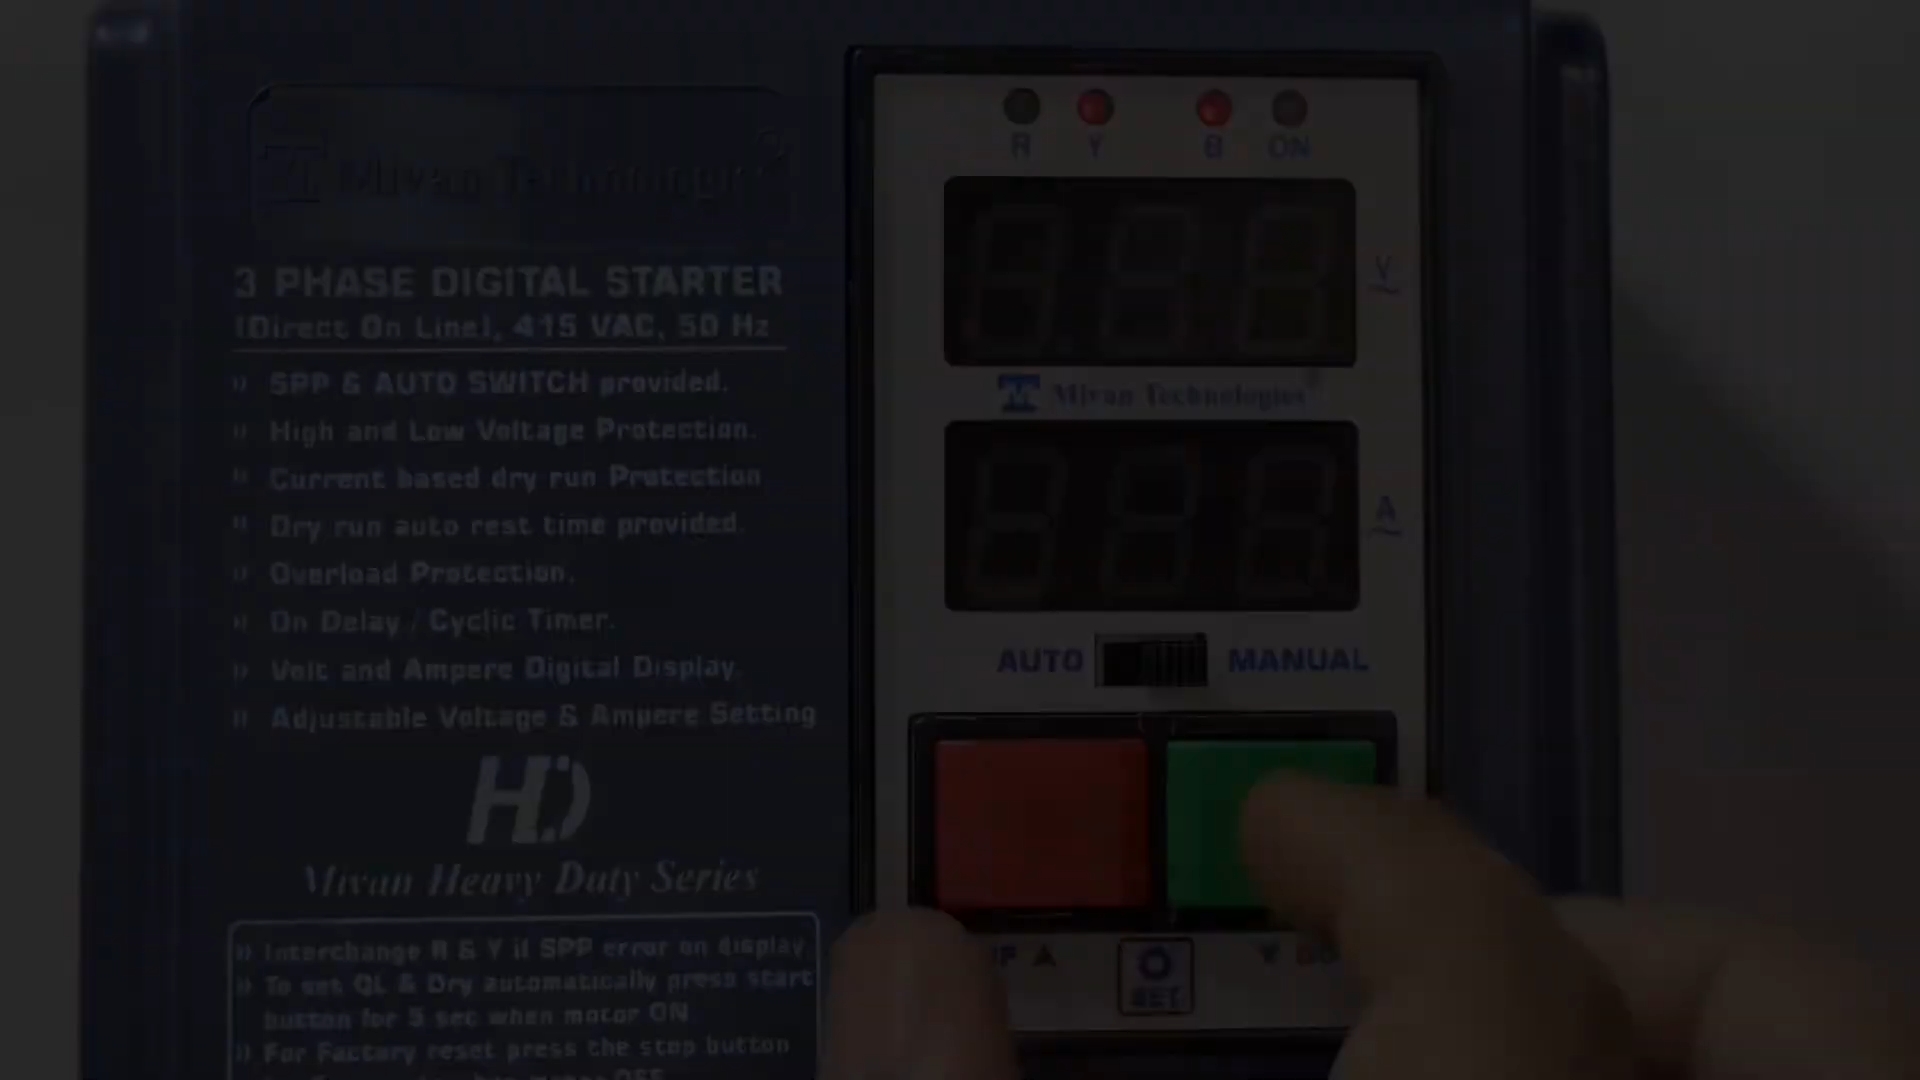 Mivan Technology
3 PHASE DIGITAL STARTER
(Direct On Line), 415 VAC, 50 Hz
» SPP & AUTO SWITCH provided.
» High and Low Voltage Protection.
» Current based dry run Protection
» Dry run auto rest time provided.
» Overload Protection.
» On Delay / Cyclic Timer.
» Volt and Ampere Digital Display.
» Adjustable Voltage & Ampere Setting
HD
Mivan Heavy Duty Series
» Interchange R & Y if SPP error on display
» To set OL & Dry automatically press start
button for 5 sec when motor ON
» For Factory reset press the stop button
R Y B ON
V
Mivan Technologies
A
AUTO MANUAL
SET